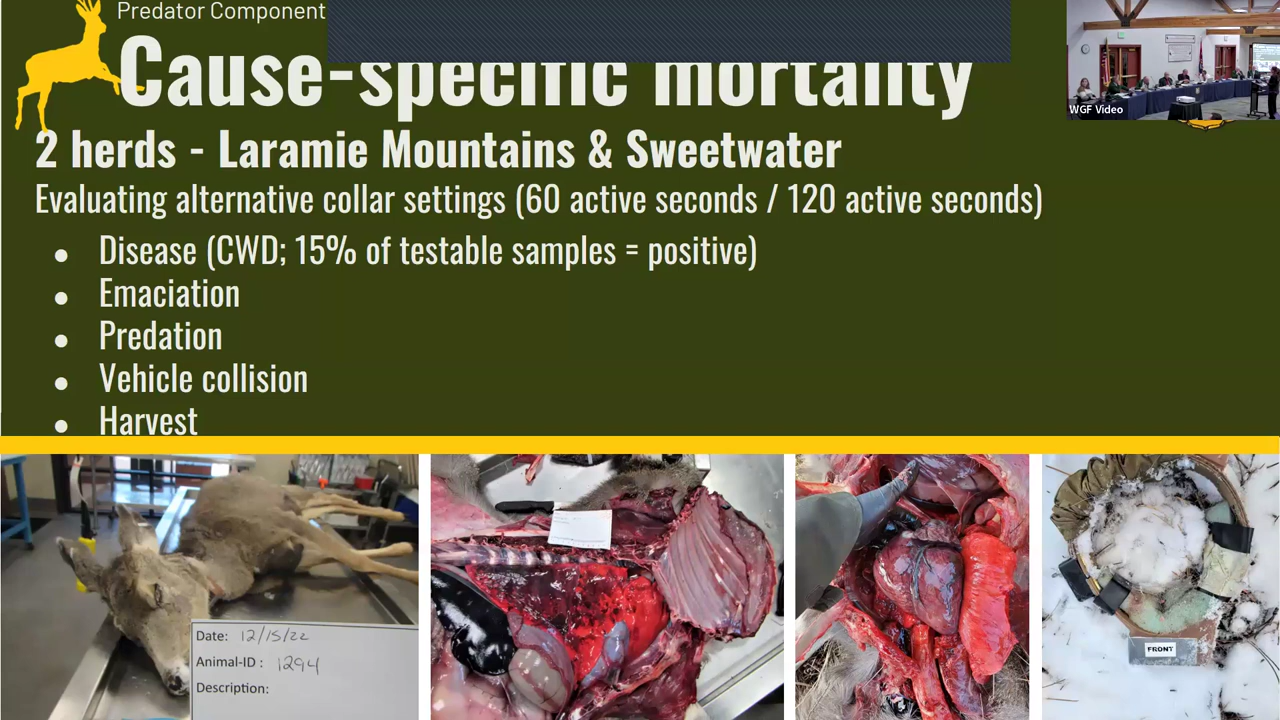 Predator Component
Cause-specific mortality
WGF Video
2 herds - Laramie Mountains & Sweetwater
Evaluating alternative collar settings (60 active seconds / 120 active seconds)
• Disease (CWD; 15% of testable samples = positive)
• Emaciation
• Predation
• Vehicle collision
• Harvest
Date: 12/15/22
Animal-ID: 1294
Description:
FRONT